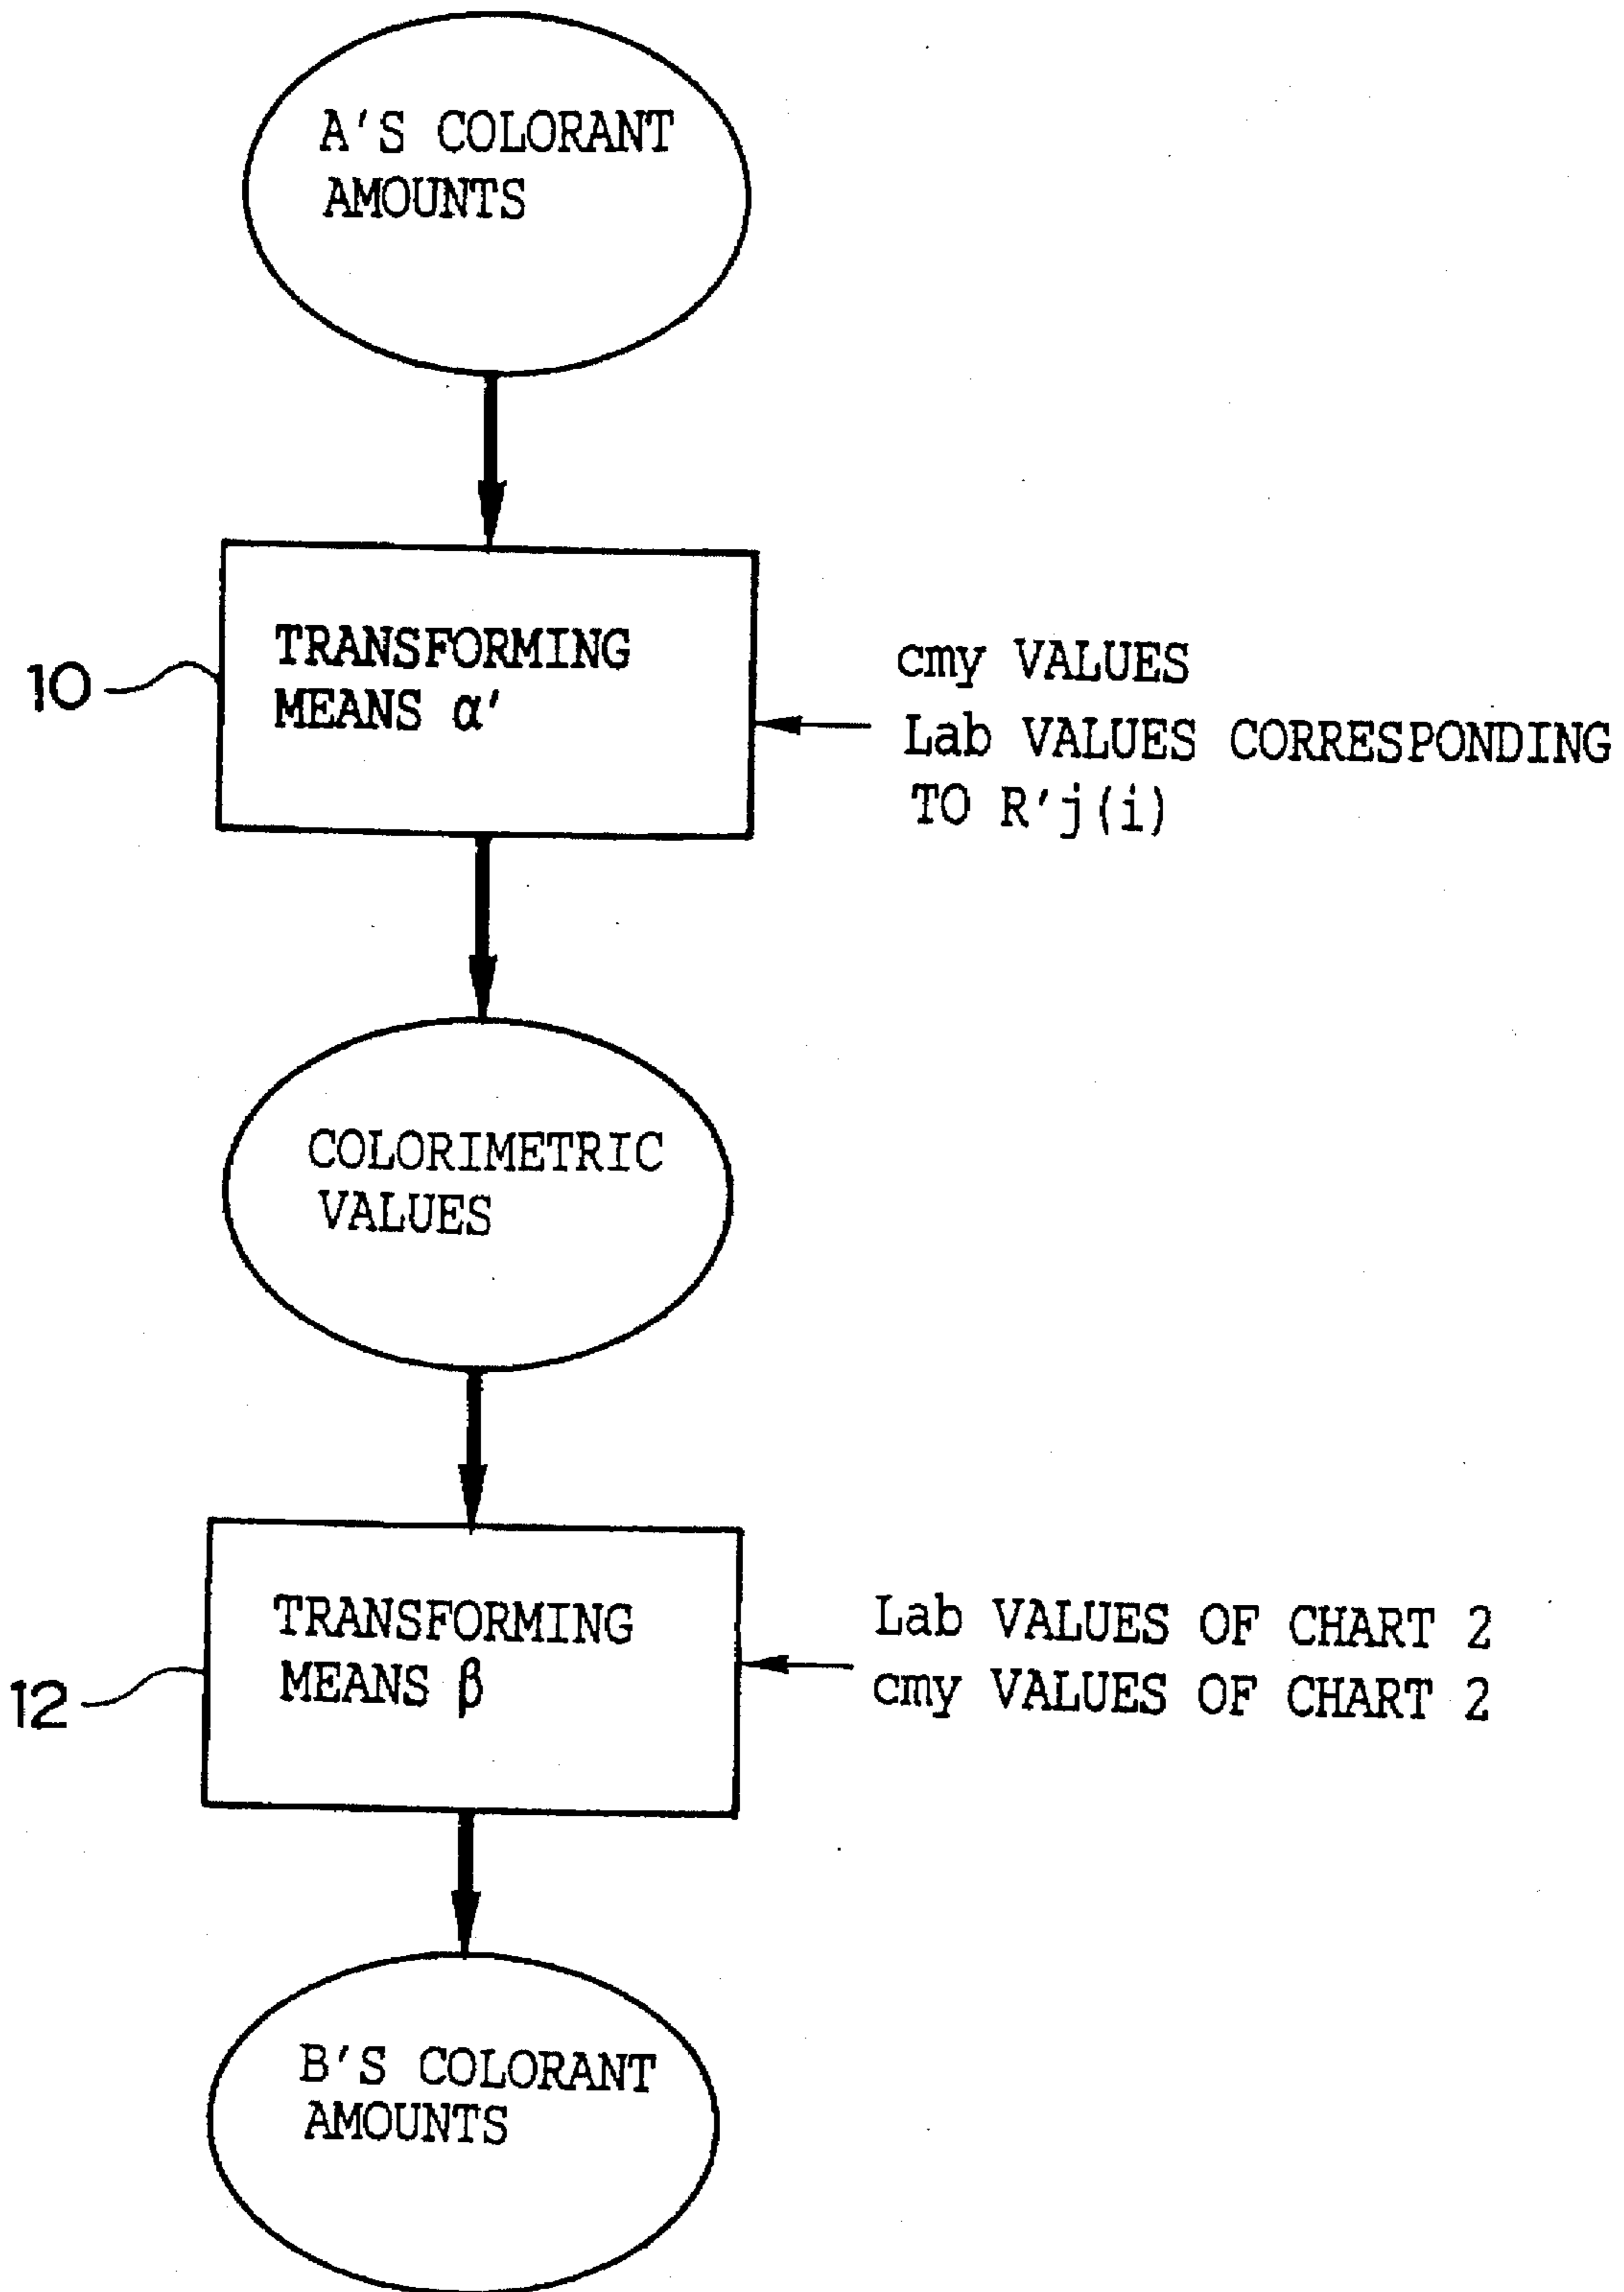 A'S COLORANT
AMOUNTS
TRANSFORMING
MEANS α'
10
cmy VALUES
Lab VALUES CORRESPONDING
TO R'j(i)
COLORIMETRIC
VALUES
TRANSFORMING
MEANS β
12
Lab VALUES OF CHART 2
cmy VALUES OF CHART 2
B'S COLORANT
AMOUNTS